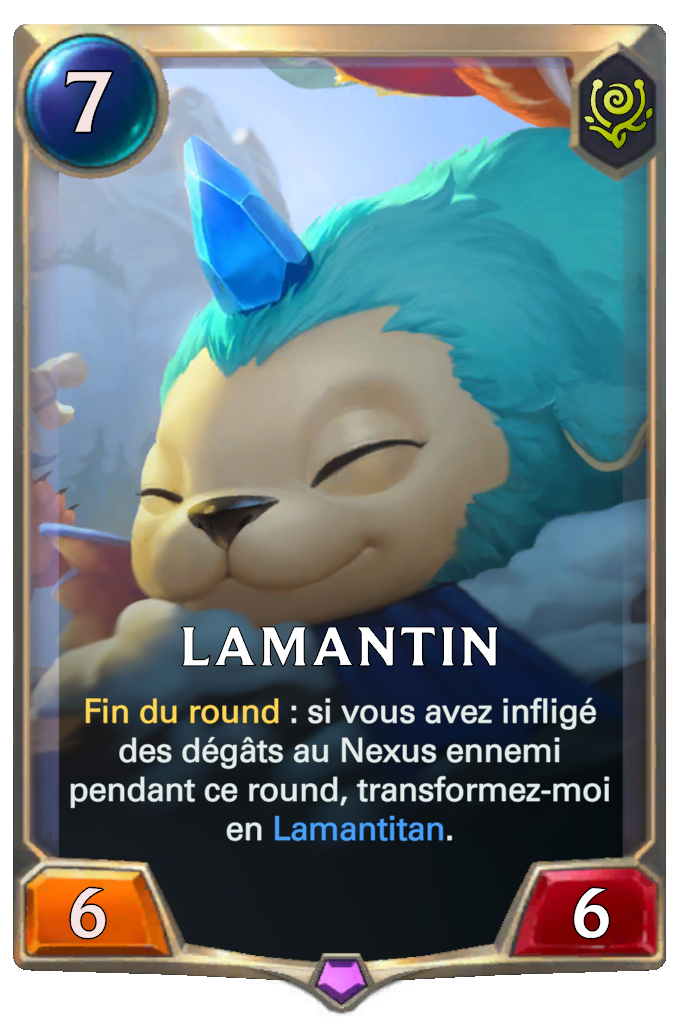 7
LAMANTIN
Fin du round : si vous avez infligé
des dégâts au Nexus ennemi
pendant ce round, transformez-moi
en Lamantitan.
6
6